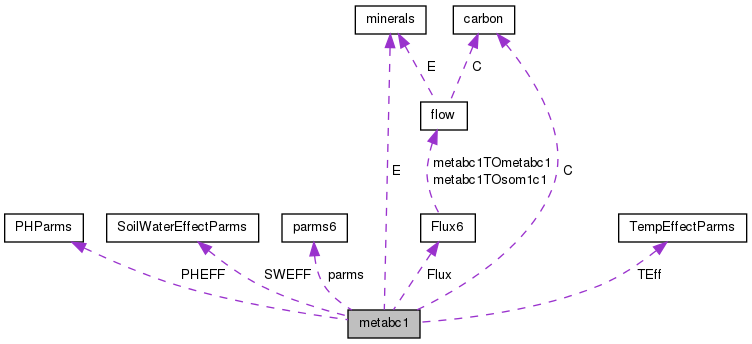 minerals
carbon
E
C
flow
metabc1TOmetabc1
metabc1TOsom1c1
E
C
PHParms
SoilWaterEffectParms
parms6
Flux6
TempEffectParms
PHEFF
SWEFF
parms
Flux
TEff
metabc1